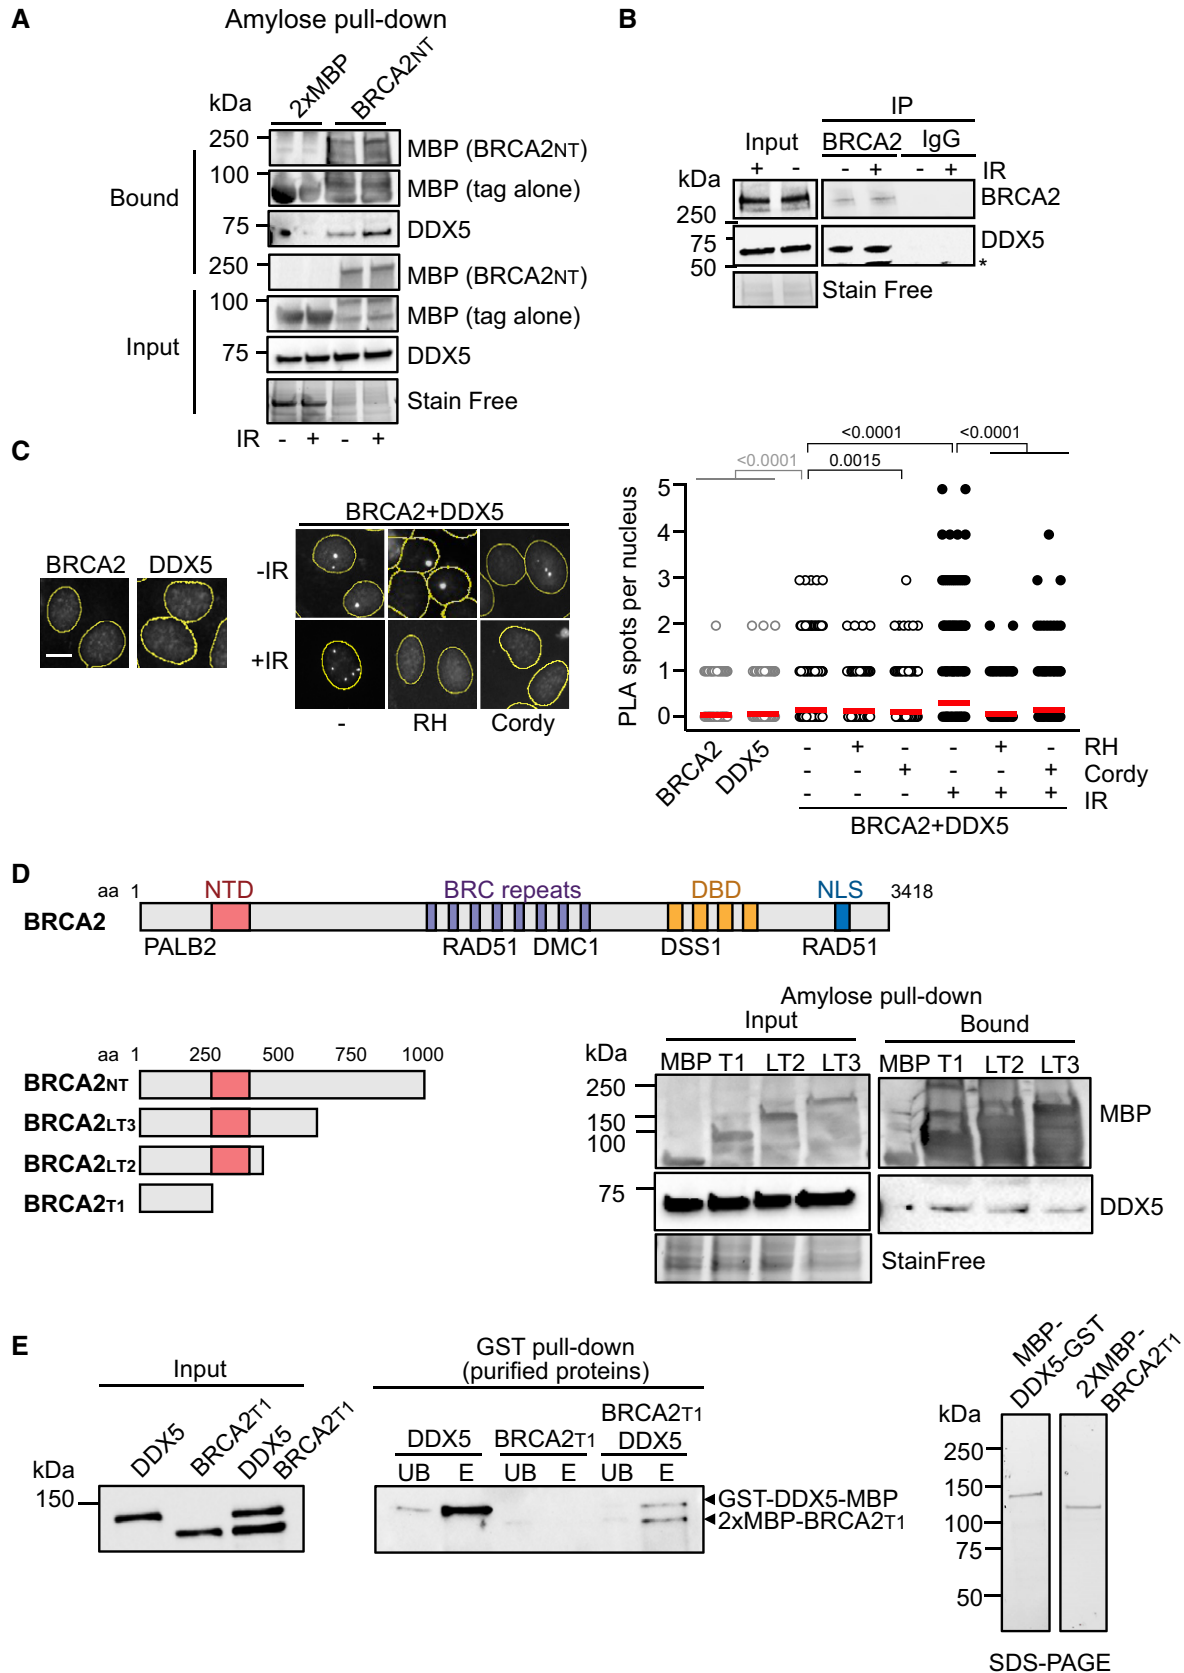 A
Amylose pull-down
kDa
2xMBP
BRCA2NT
250
MBP (BRCA2NT)
100
MBP (tag alone)
Bound
75
DDX5
250
MBP (BRCA2NT)
100
MBP (tag alone)
Input
75
DDX5
Stain Free
IR - + - +
B
IP
Input BRCA2 IgG
+ - - + - + IR
kDa
BRCA2
250
75
DDX5
50
*
Stain Free
C
BRCA2 DDX5
BRCA2+DDX5
-IR
+IR
- RH Cordy
<0.0001 <0.0001
<0.0001 0.0015
PLA spots per nucleus
5
4
3
2
1
0
BRCA2
DDX5
- + - - + - RH
- - + - - + Cordy
- - - + + + IR
BRCA2+DDX5
D
aa 1 NTD BRC repeats DBD NLS 3418
BRCA2
PALB2 RAD51 DMC1 DSS1 RAD51
aa 1 250 500 750 1000
BRCA2NT
BRCA2LT3
BRCA2LT2
BRCA2T1
Amylose pull-down
Input Bound
kDa
MBP T1 LT2 LT3 MBP T1 LT2 LT3
250
150
100
MBP
75
DDX5
StainFree
E
Input
DDX5
BRCA2T1
DDX5
BRCA2T1
kDa
150
GST pull-down
(purified proteins)
BRCA2T1
DDX5 BRCA2T1 DDX5
UB E UB E UB E
GST-DDX5-MBP
2xMBP-BRCA2T1
MBP-
DDX5-GST
2XMBP-
BRCA2T1
kDa
250
150
100
75
50
SDS-PAGE